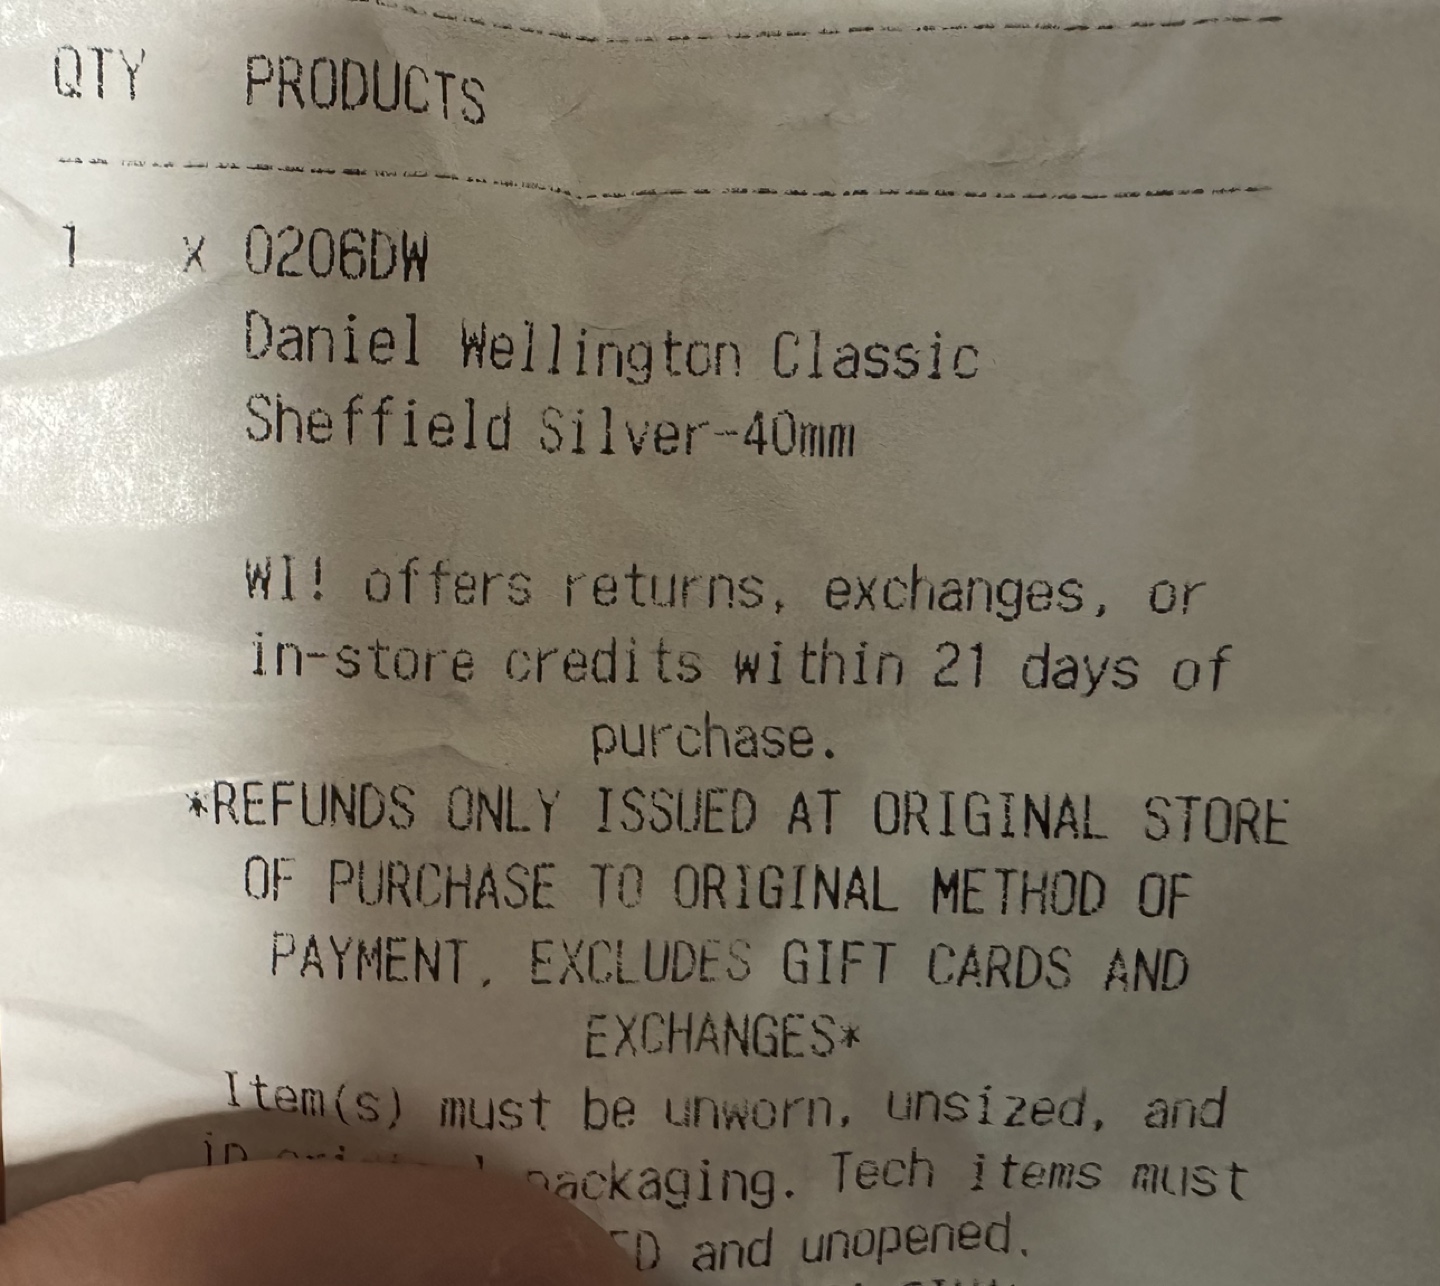 QTY PRODUCTS
1 x 0206DW
Daniel Wellington Classic
Sheffield Silver-40mm
WI! offers returns, exchanges, or
in-store credits within 21 days of
purchase.
*REFUNDS ONLY ISSUED AT ORIGINAL STORE
OF PURCHASE TO ORIGINAL METHOD OF
PAYMENT, EXCLUDES GIFT CARDS AND
EXCHANGES*
Item(s) must be unworn, unsized, and
in packaging. Tech items must
and unopened.